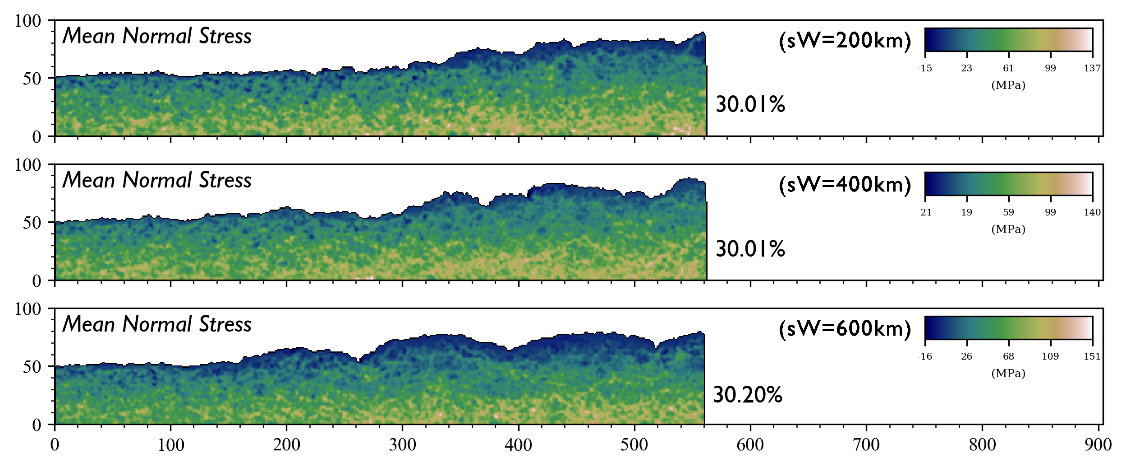 100
Mean Normal Stress
(sW=200km)
-15 23 61 99 137
(MPa)
50
30.01%
0
100
Mean Normal Stress
(sW=400km)
21 19 59 99 140
(MPa)
50
30.01%
0
100
Mean Normal Stress
(sW=600km)
-16 26 68 109 151
(MPa)
50
30.20%
0
0 100 200 300 400 500 600 700 800 900